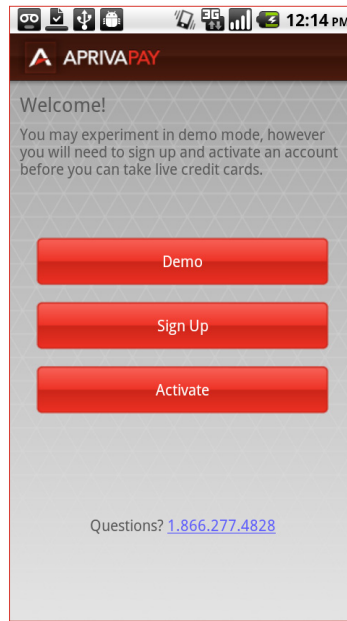 3G 12:14 PM
APRIVAPAY
Welcome!
You may experiment in demo mode, however
you will need to sign up and activate an account
before you can take live credit cards.
Demo
Sign Up
Activate
Questions? 1.866.277.4828